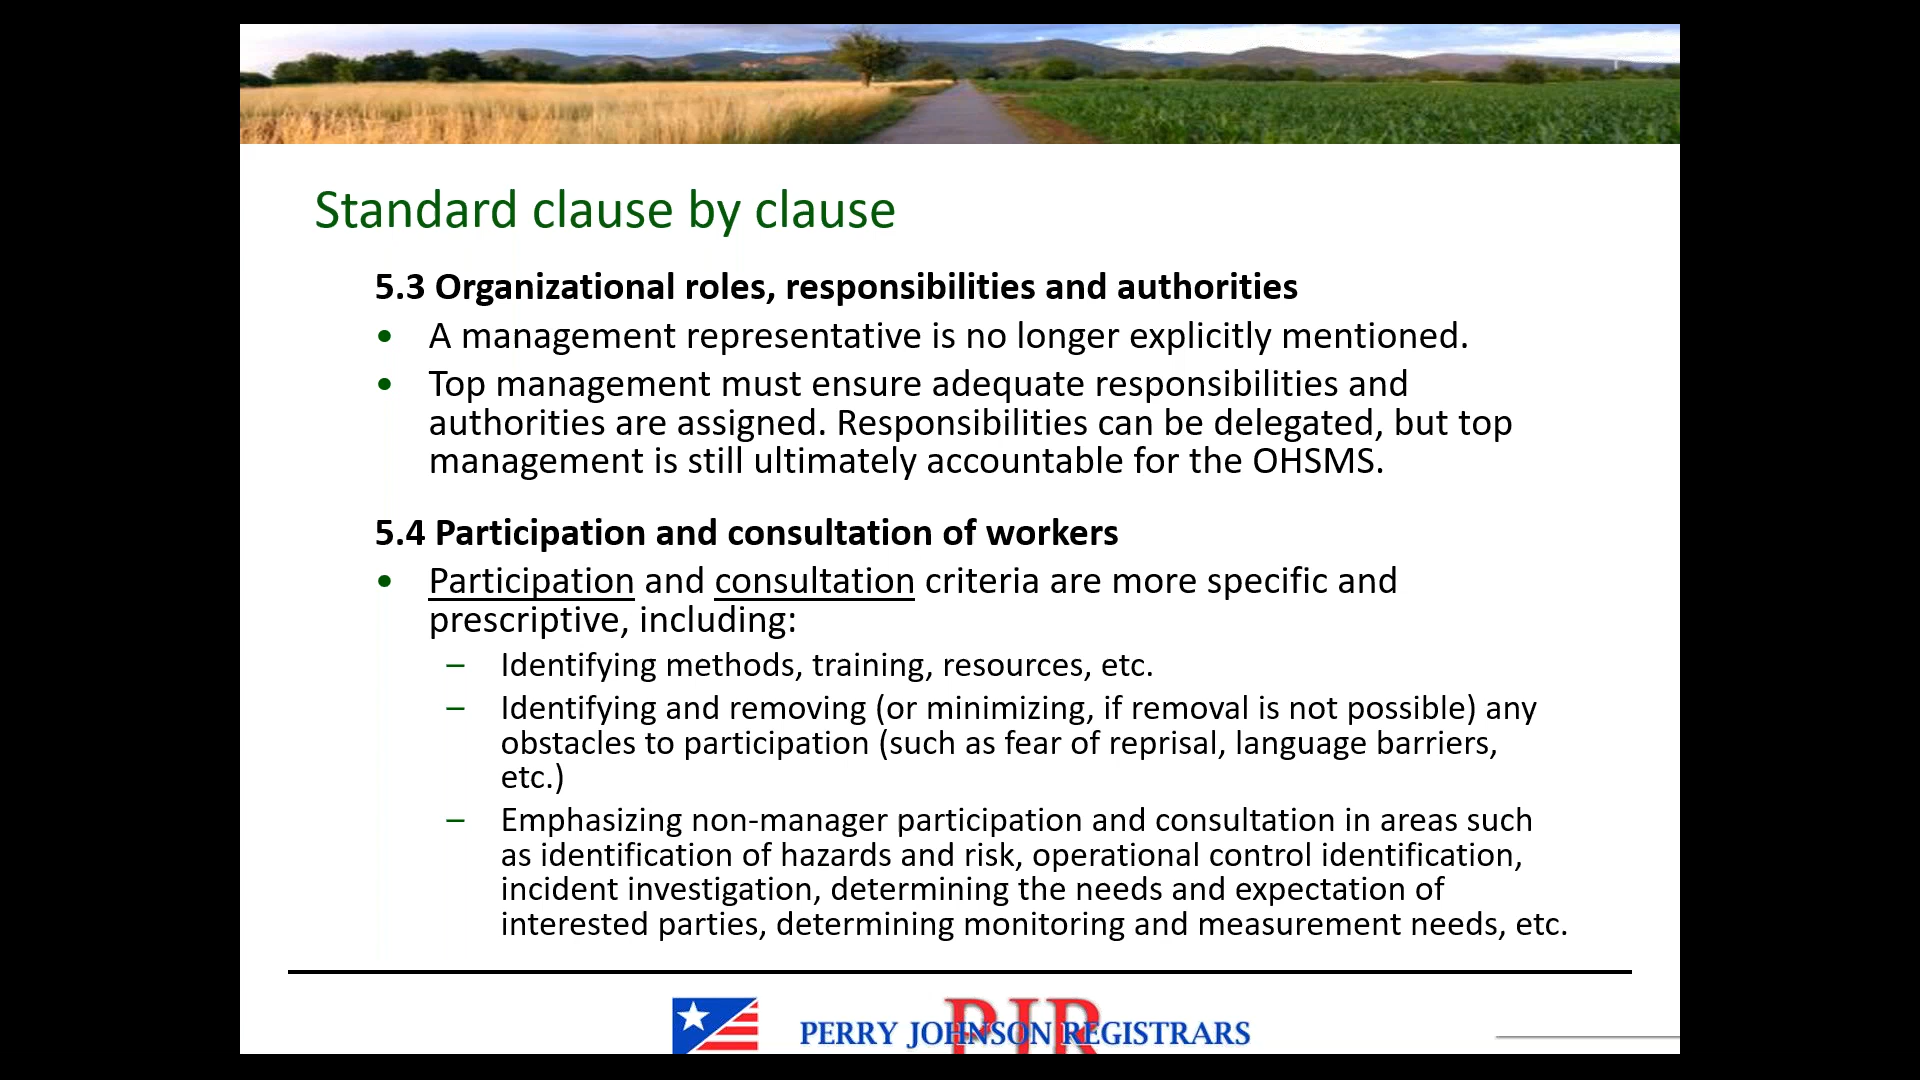 Standard clause by clause
5.3 Organizational roles, responsibilities and authorities
• A management representative is no longer explicitly mentioned.
• Top management must ensure adequate responsibilities and
authorities are assigned. Responsibilities can be delegated, but top
management is still ultimately accountable for the OHSMS.
5.4 Participation and consultation of workers
• Participation and consultation criteria are more specific and
prescriptive, including:
– Identifying methods, training, resources, etc.
– Identifying and removing (or minimizing, if removal is not possible) any
obstacles to participation (such as fear of reprisal, language barriers,
etc.)
– Emphasizing non-manager participation and consultation in areas such
as identification of hazards and risk, operational control identification,
incident investigation, determining the needs and expectation of
interested parties, determining monitoring and measurement needs, etc.
PJR
PERRY JOHNSON REGISTRARS